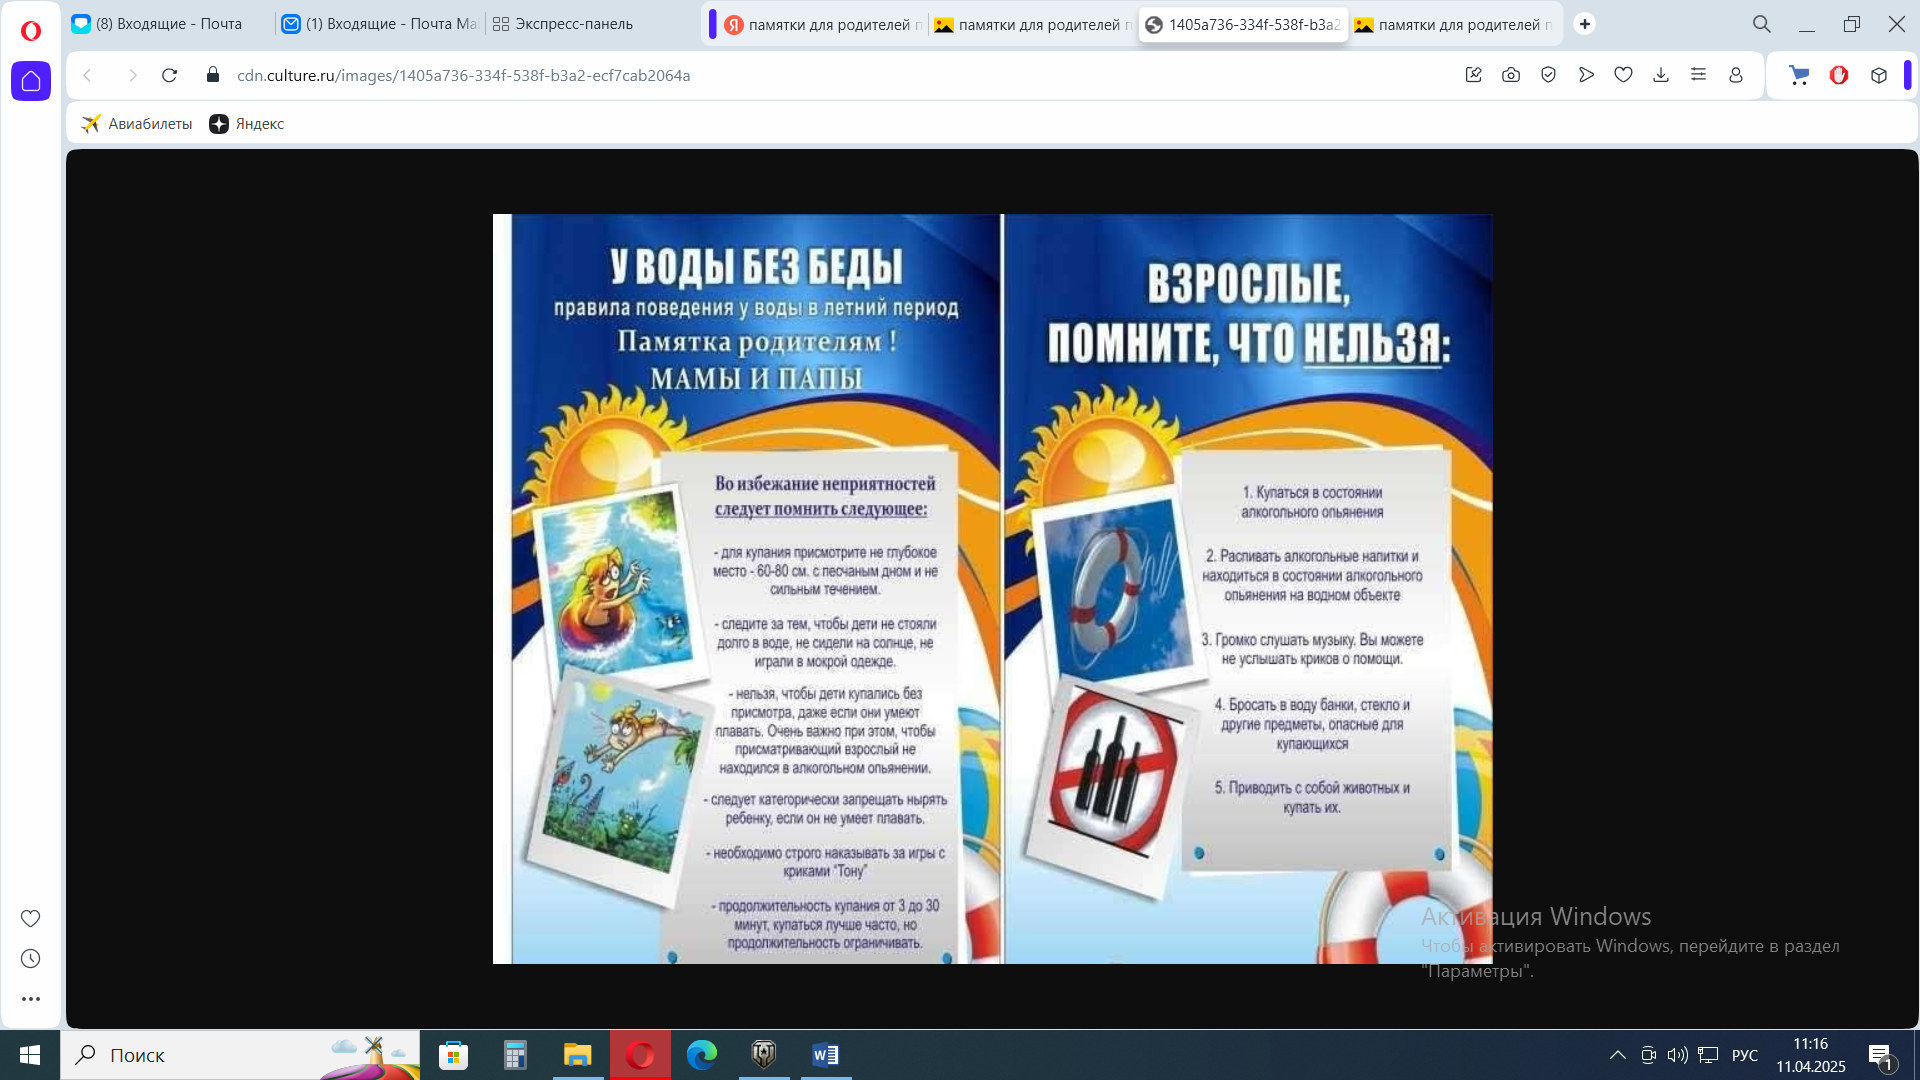 (8) Входящие - Почта
(1) Входящие - Почта Ma
Экспресс-панель
памятки для родителей п
памятки для родителей п
1405a736-334f-538f-b3a2
памятки для родителей п
cdn.culture.ru/images/1405a736-334f-538f-b3a2-ecf7cab2064a
Авиабилеты
Яндекс
У ВОДЫ БЕЗ БЕДЫ
правила поведения у воды в летний период
Памятка родителям !
МАМЫ И ПАПЫ
Во избежание неприятностей
следует помнить следующее:
- для купания присмотрите не глубокое
место - 60-80 см. с песчаным дном и не
сильным течением.
- следите за тем, чтобы дети не стояли
долго в воде, не сидели на солнце, не
играли в мокрой одежде.
- нельзя, чтобы дети купались без
присмотра, даже если они умеют
плавать. Очень важно при этом, чтобы
присматривающий взрослый не
находился в алкогольном опьянении.
- следует категорически запрещать нырять
ребенку, если он не умеет плавать.
- необходимо строго наказывать за игры с
криками "Тону"
- продолжительность купания от 3 до 30
минут, купаться лучше часто, но
продолжительность ограничивать.
ВЗРОСЛЫЕ,
ПОМНИТЕ, ЧТО НЕЛЬЗЯ:
1. Купаться в состоянии
алкогольного опьянения
2. Распивать алкогольные напитки и
находиться в состоянии алкогольного
опьянения на водном объекте
3. Громко слушать музыку. Вы можете
не услышать криков о помощи.
4. Бросать в воду банки, стекло и
другие предметы, опасные для
купающихся
5. Приводить с собой животных и
купать их.
Активация Windows
Чтобы активировать Windows, перейдите в раздел
"Параметры".
Поиск
РУС
11:16
11.04.2025
1